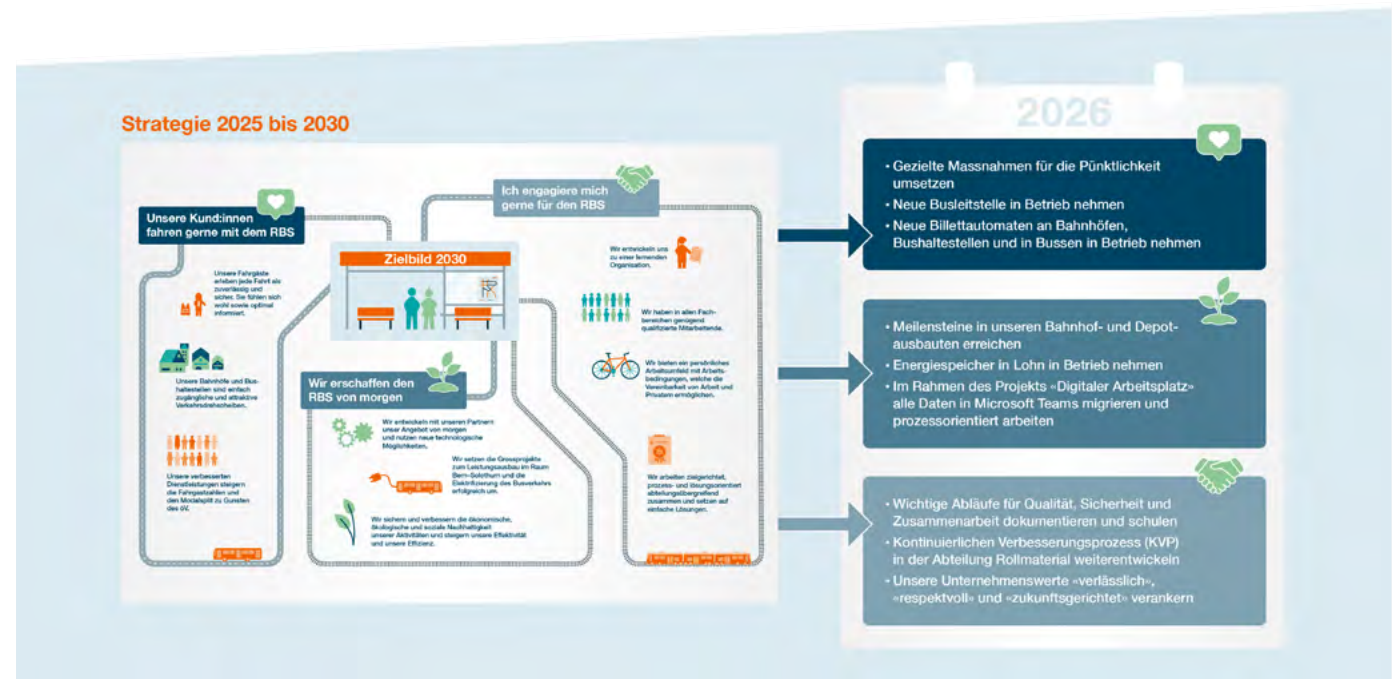 Strategie 2025 bis 2030
Unsere Kund:innen
fahren gerne mit dem RBS
Unsere Fahrgäste
erleben jede Fahrt als
zuverlässig und
sicher. Sie fühlen sich
wohl sowie optimal
informiert.
Unsere Bahnhöfe und Bus-
haltestellen sind einfach
zugängliche und attraktive
Verkehrsdrehscheiben.
Unsere verbesserten
Dienstleistungen steigern
die Fahrgastzahlen und
den Modalsplit zu Gunsten
des öV.
Zielbild 2030
Wir erschaffen den
RBS von morgen
Wir entwickeln mit unseren Partnern
unser Angebot von morgen
und nutzen neue technologische
Möglichkeiten.
Wir setzen die Grossprojekte
zum Leistungsausbau im Raum
Bern-Solothurn und die
Elektrifizierung des Busverkehrs
erfolgreich um.
Wir sichern und verbessern die ökonomische,
ökologische und soziale Nachhaltigkeit
unserer Aktivitäten und steigern unsere Effektivität
und unsere Effizienz.
Ich engagiere mich
gerne für den RBS
Wir entwickeln uns
zu einer lernenden
Organisation.
Wir haben in allen Fach-
bereichen genügend
qualifizierte Mitarbeitende.
Wir bieten ein persönliches
Arbeitsumfeld mit Arbeits-
bedingungen, welche die
Vereinbarkeit von Arbeit und
Privatem ermöglichen.
Wir arbeiten zielgerichtet,
prozess- und lösungsorientiert
abteilungsübergreifend
zusammen und setzen auf
einfache Lösungen.
2026
• Gezielte Massnahmen für die Pünktlichkeit
umsetzen
• Neue Busleitstelle in Betrieb nehmen
• Neue Billettautomaten an Bahnhöfen,
Bushaltestellen und in Bussen in Betrieb nehmen
• Meilensteine in unseren Bahnhof- und Depot-
ausbauten erreichen
• Energiespeicher in Lohn in Betrieb nehmen
• Im Rahmen des Projekts «Digitaler Arbeitsplatz»
alle Daten in Microsoft Teams migrieren und
prozessorientiert arbeiten
• Wichtige Abläufe für Qualität, Sicherheit und
Zusammenarbeit dokumentieren und schulen
• Kontinuierlichen Verbesserungsprozess (KVP)
in der Abteilung Rollmaterial weiterentwickeln
• Unsere Unternehmenswerte «verlässlich»,
«respektvoll» und «zukunftsgerichtet» verankern